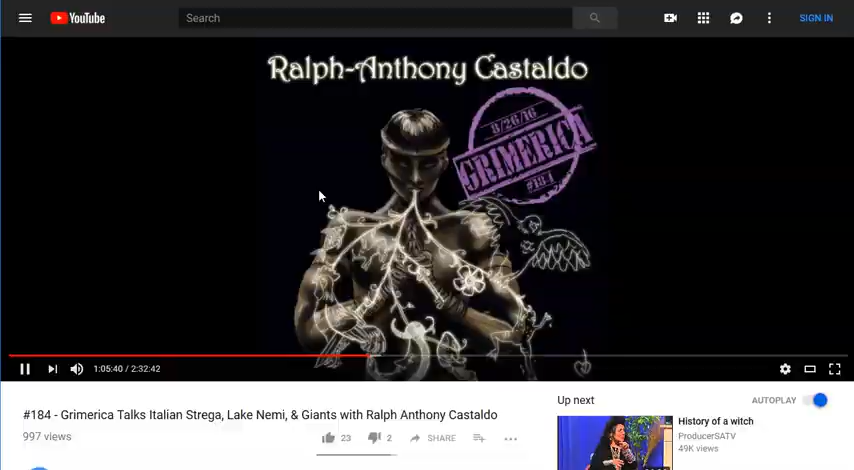 YouTube
Search
SIGN IN
Ralph-Anthony Castaldo
8/26/16
GRIMERICA
#184
1:05:40 / 2:32:42
#184 - Grimerica Talks Italian Strega, Lake Nemi, & Giants with Ralph Anthony Castaldo
997 views
23
2
SHARE
Up next
AUTOPLAY
History of a witch
ProducerSATV
49K views